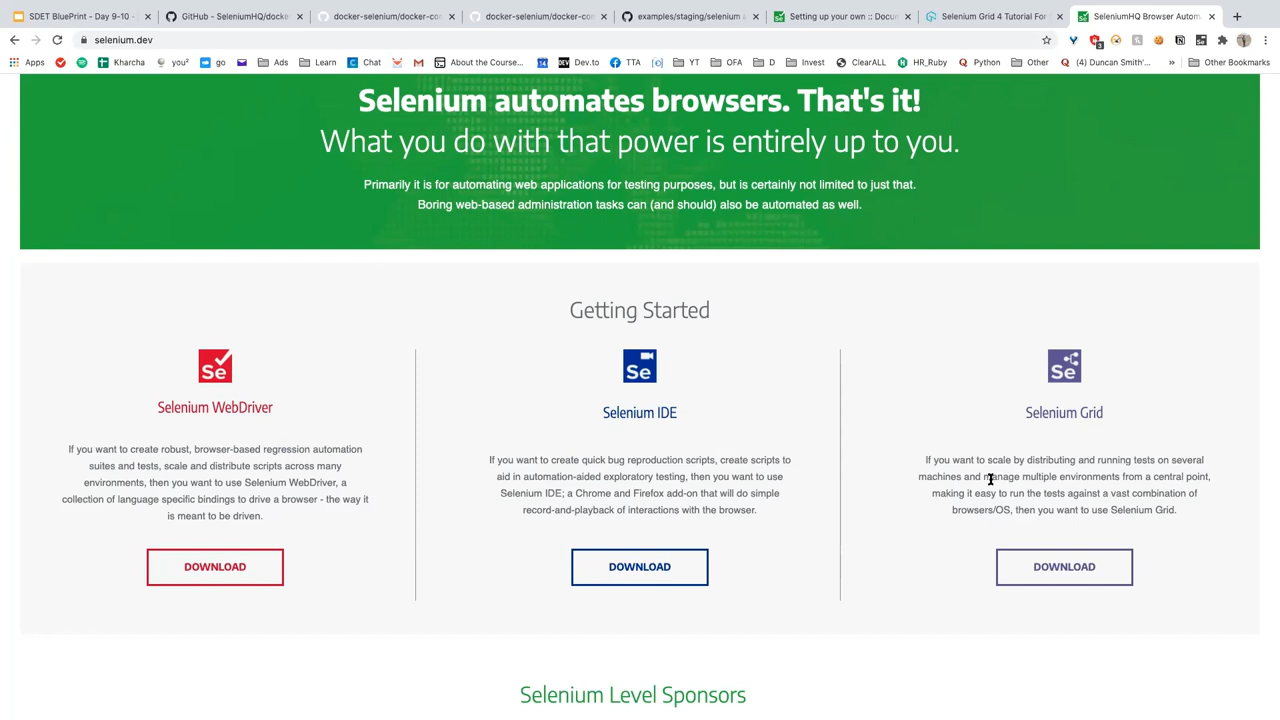 SDET BluePrint - Day 9-10 -
GitHub - SeleniumHQ/docke
docker-selenium/docker-con
docker-selenium/docker-con
examples/staging/selenium a
Setting up your own :: Docu
Selenium Grid 4 Tutorial For
SeleniumHQ Browser Autom
selenium.dev
3
Apps
Kharcha
you²
go
Ads
Learn
Chat
About the Course...
14
Dev.to
TTA
YT
OFA
D
Invest
ClearALL
HR_Ruby
Python
Other
(4) Duncan Smith'...
»
Other Bookmarks
Selenium automates browsers. That's it!
What you do with that power is entirely up to you.
Primarily it is for automating web applications for testing purposes, but is certainly not limited to just that.
Boring web-based administration tasks can (and should) also be automated as well.
Getting Started
Se
Selenium WebDriver
If you want to create robust, browser-based regression automation
suites and tests, scale and distribute scripts across many
environments, then you want to use Selenium WebDriver, a
collection of language specific bindings to drive a browser - the way it
is meant to be driven.
DOWNLOAD
Se
Selenium IDE
If you want to create quick bug reproduction scripts, create scripts to
aid in automation-aided exploratory testing, then you want to use
Selenium IDE; a Chrome and Firefox add-on that will do simple
record-and-playback of interactions with the browser.
DOWNLOAD
Se
Selenium Grid
If you want to scale by distributing and running tests on several
machines and manage multiple environments from a central point,
making it easy to run the tests against a vast combination of
browsers/OS, then you want to use Selenium Grid.
DOWNLOAD
Selenium Level Sponsors